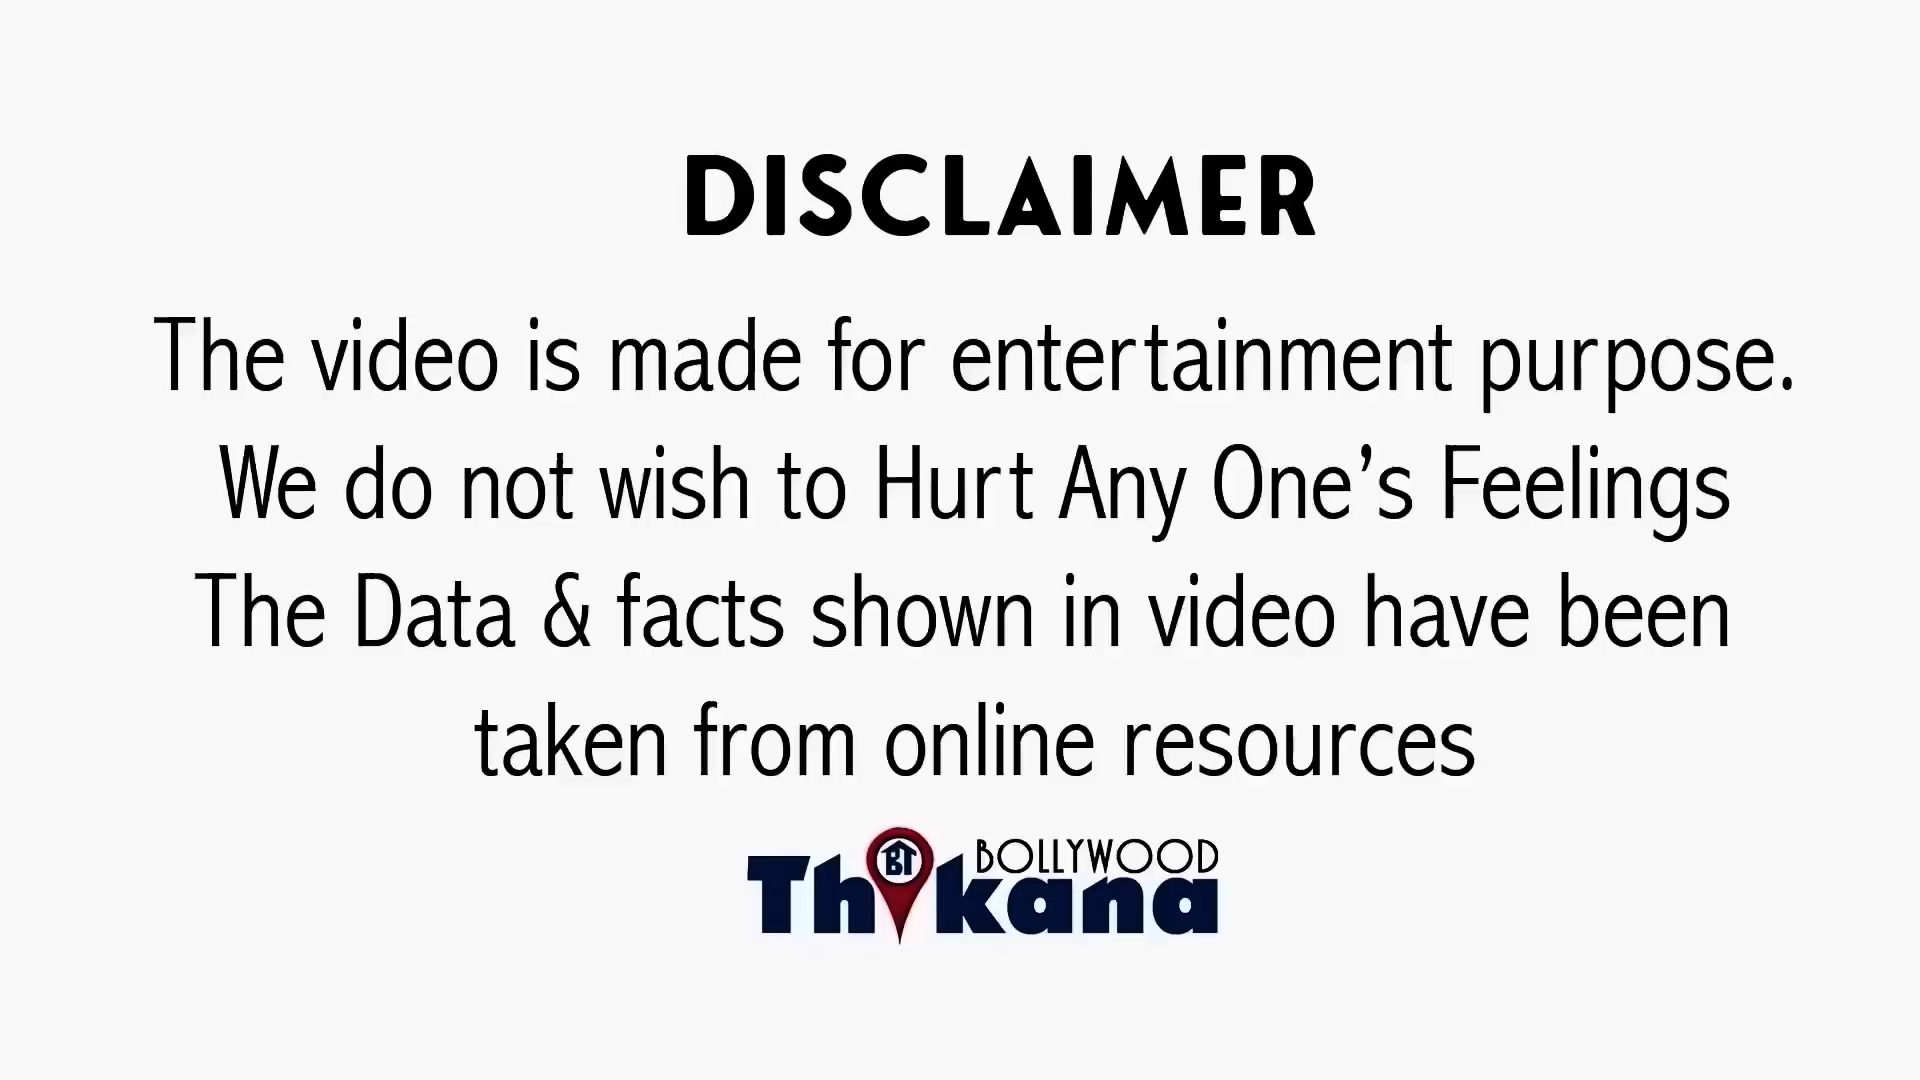 DISCLAIMER
The video is made for entertainment purpose.
We do not wish to Hurt Any One’s Feelings
The Data & facts shown in video have been
taken from online resources
BOLLYWOOD
BT
Thikana